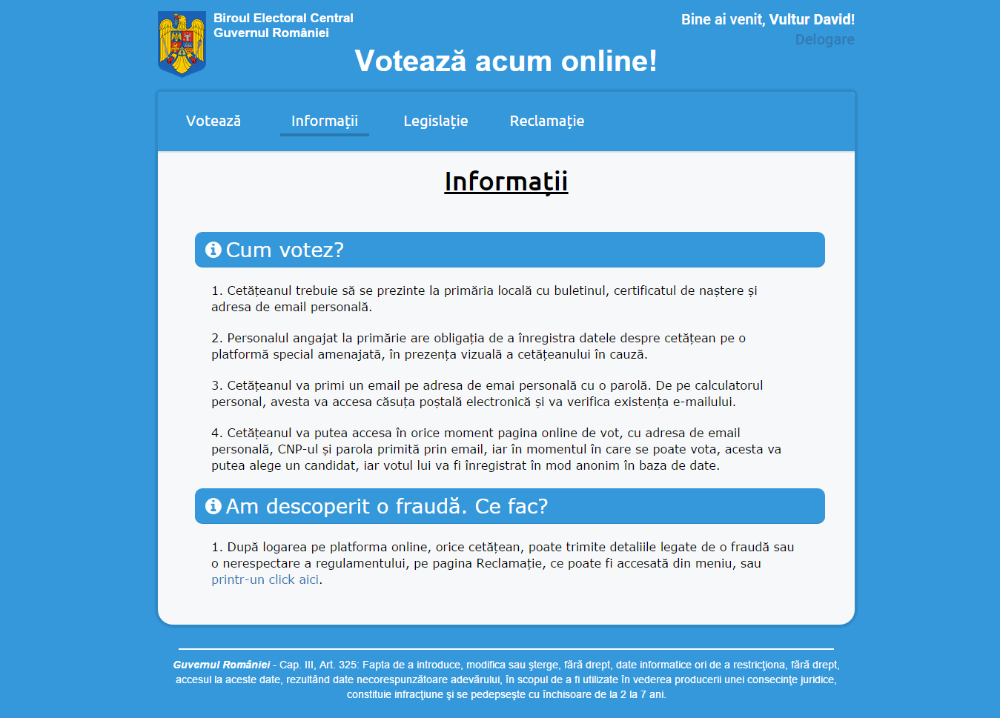 Biroul Electoral Central
Guvernul României
Bine ai venit, Vultur David!
Delogare
Votează acum online!
Votează
Informații
Legislație
Reclamație
Informații
Cum votez?
1. Cetățeanul trebuie să se prezinte la primăria locală cu buletinul, certificatul de naștere și
adresa de email personală.
2. Personalul angajat la primărie are obligația de a înregistra datele despre cetățean pe o
platformă special amenajată, în prezența vizuală a cetățeanului în cauză.
3. Cetățeanul va primi un email pe adresa de emai personală cu o parolă. De pe calculatorul
personal, avesta va accesa căsuța poștală electronică și va verifica existența e-mailului.
4. Cetățeanul va putea accesa în orice moment pagina online de vot, cu adresa de email
personală, CNP-ul și parola primită prin email, iar în momentul în care se poate vota, acesta va
putea alege un candidat, iar votul lui va fi înregistrat în mod anonim în baza de date.
Am descoperit o fraudă. Ce fac?
1. După logarea pe platforma online, orice cetățean, poate trimite detaliile legate de o fraudă sau
o nerespectare a regulamentului, pe pagina Reclamație, ce poate fi accesată din meniu, sau
printr-un click aici.
Guvernul României - Cap. III, Art. 325: Fapta de a introduce, modifica sau şterge, fără drept, date informatice ori de a restricţiona, fără drept,
accesul la aceste date, rezultând date necorespunzătoare adevărului, în scopul de a fi utilizate în vederea producerii unei consecinţe juridice,
constituie infracţiune şi se pedepseşte cu închisoare de la 2 la 7 ani.